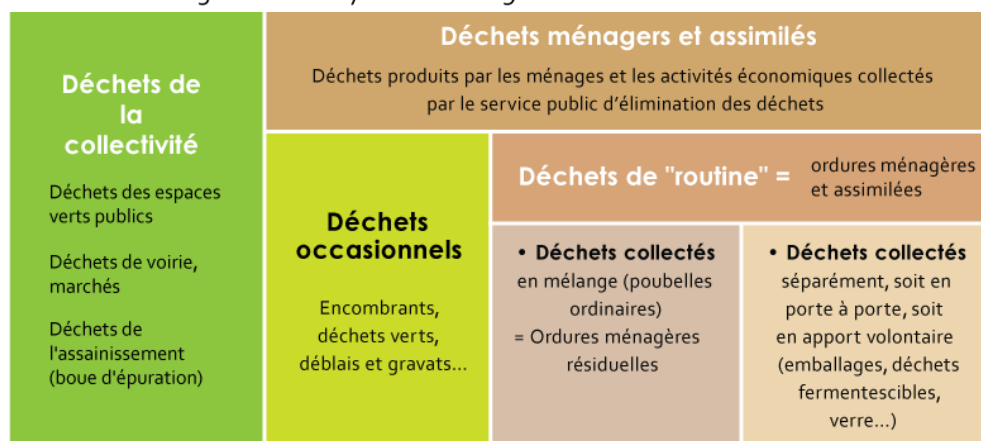 Déchets de
la
collectivité
Déchets des espaces
verts publics
Déchets de voirie,
marchés
Déchets de
l'assainissement
(boue d'épuration)
Déchets ménagers et assimilés
Déchets produits par les ménages et les activités économiques collectés
par le service public d'élimination des déchets
Déchets
occasionnels
Encombrants,
déchets verts,
déblais et gravats...
Déchets de "routine" =
ordures ménagères
et assimilées
• Déchets collectés
en mélange (poubelles
ordinaires)
= Ordures ménagères
résiduelles
• Déchets collectés
séparément, soit en
porte à porte, soit
en apport volontaire
(emballages, déchets
fermentescibles,
verre...)